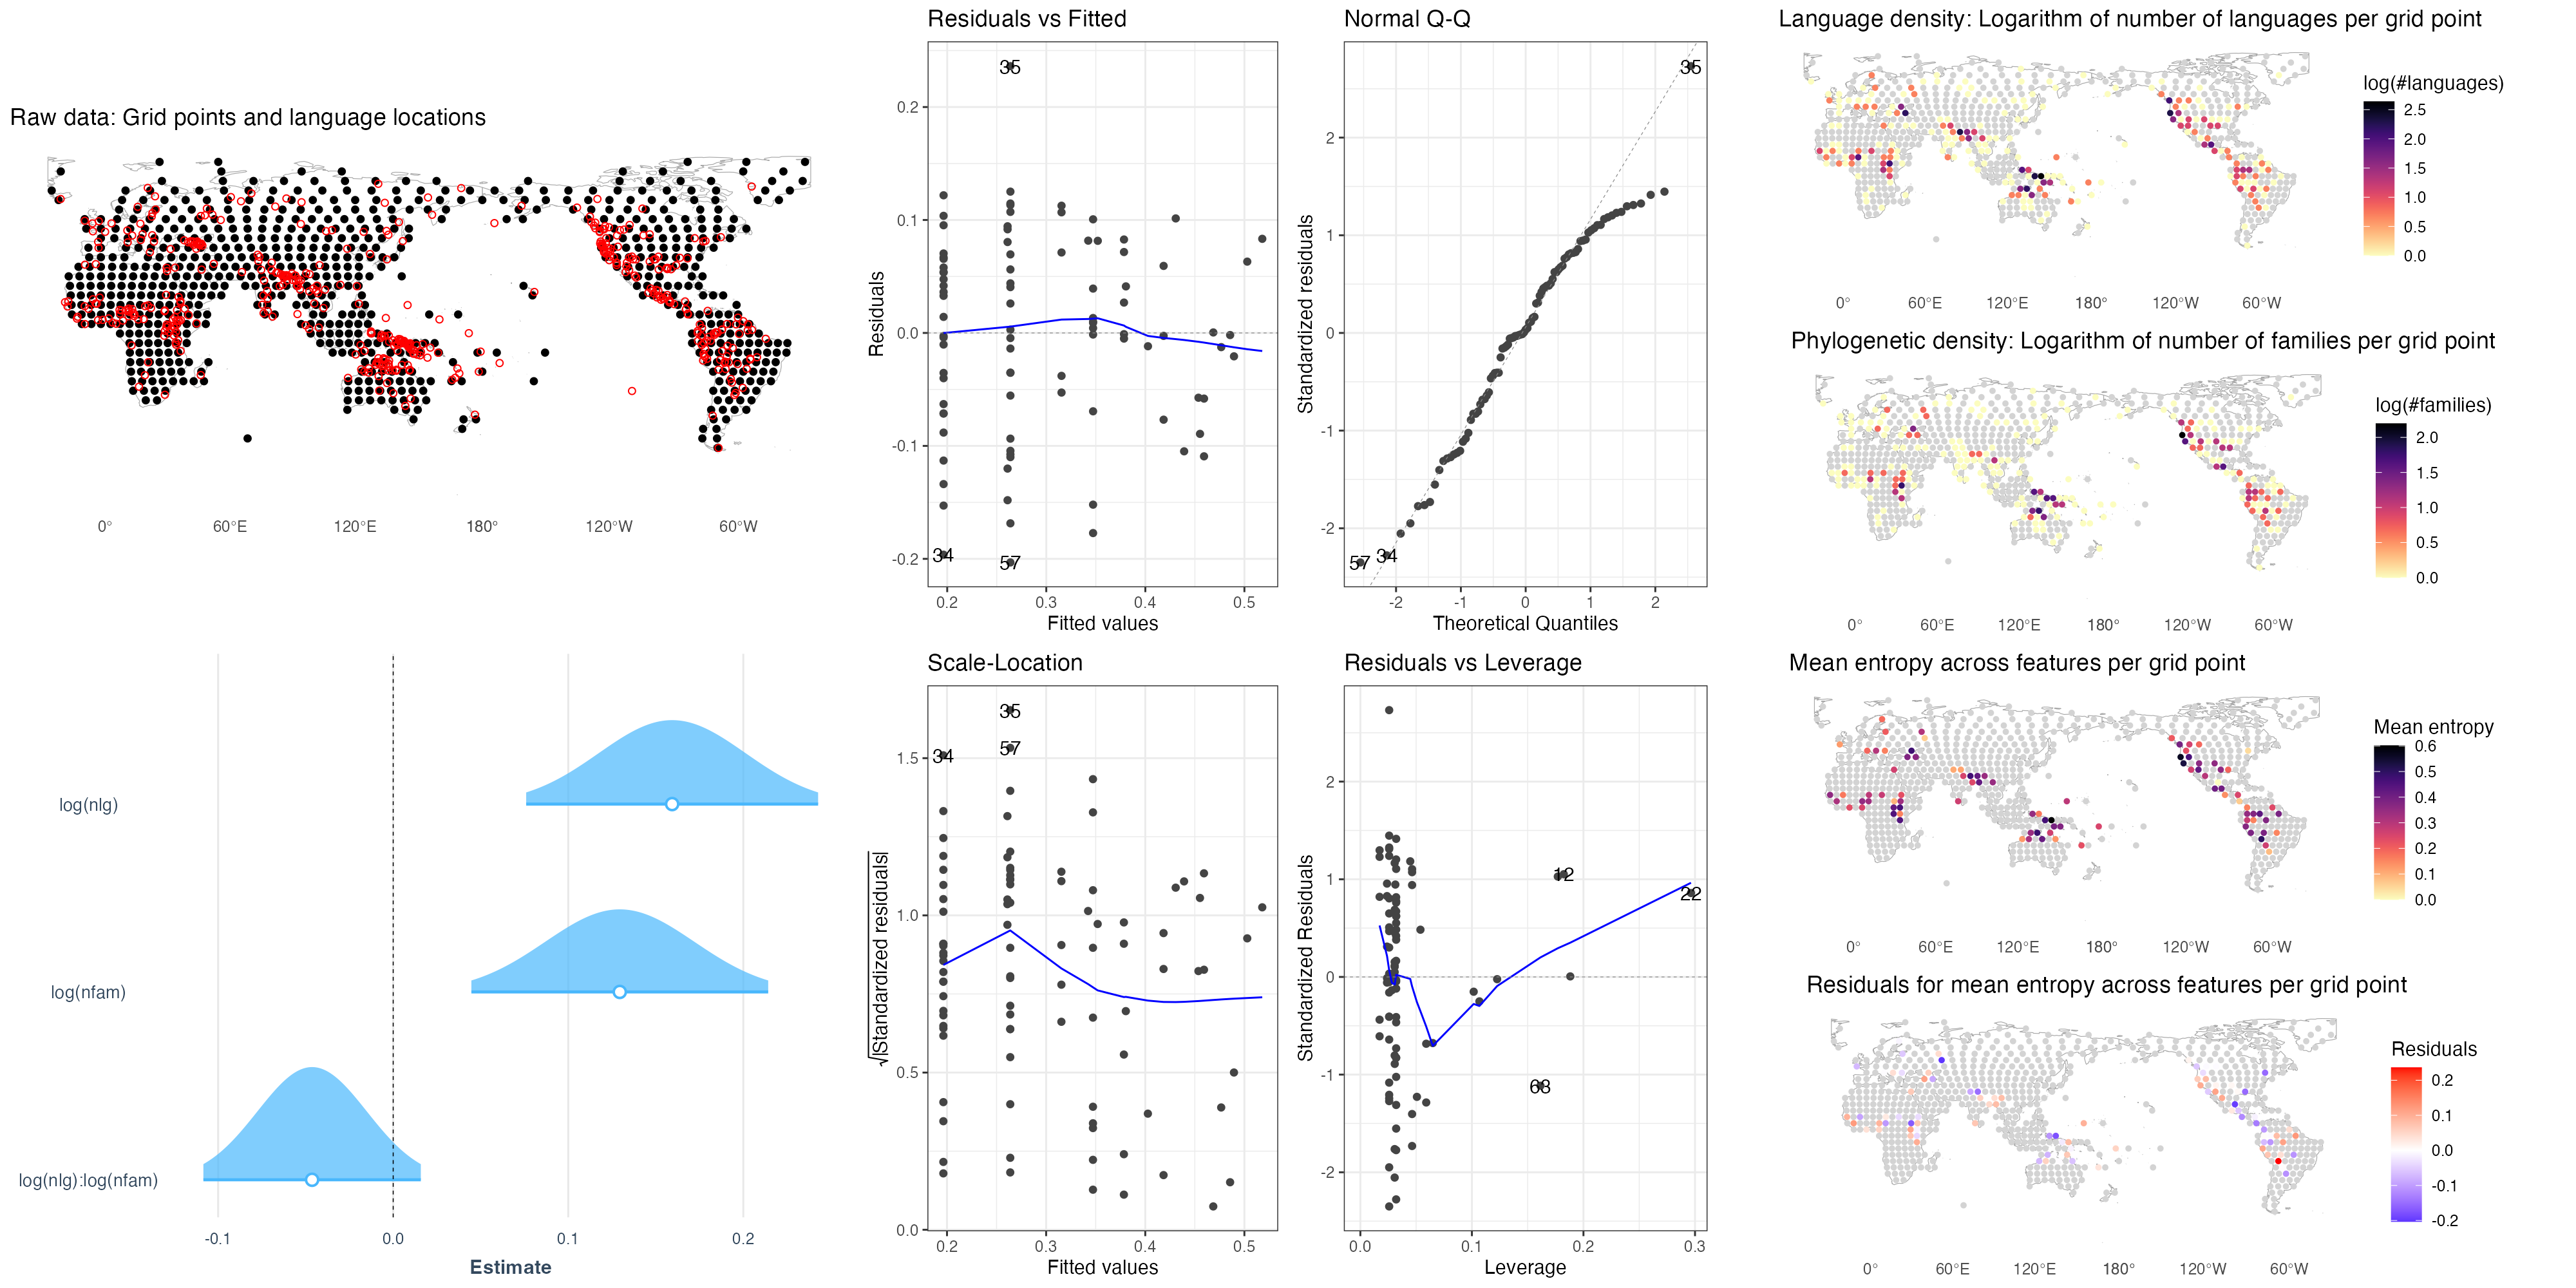 Raw data: Grid points and language locations
0°
60°E
120°E
180°
120°W
60°W
log(nlg)
log(nfam)
log(nlg):log(nfam)
-0.1
0.0
0.1
0.2
Estimate
Residuals vs Fitted
Residuals
0.2
0.1
0.0
-0.1
-0.2
35
34
57
0.2
0.3
0.4
0.5
Fitted values
Normal Q-Q
Standardized residuals
2
1
0
-1
-2
35
57
34
-2
-1
0
1
2
Theoretical Quantiles
Scale-Location
√|Standardized residuals|
1.5
1.0
0.5
0.0
35
57
34
0.2
0.3
0.4
0.5
Fitted values
Residuals vs Leverage
Standardized Residuals
2
1
0
-1
-2
12
22
68
0.0
0.1
0.2
0.3
Leverage
Language density: Logarithm of number of languages per grid point
log(#languages)
2.5
2.0
1.5
1.0
0.5
0.0
0°
60°E
120°E
180°
120°W
60°W
Phylogenetic density: Logarithm of number of families per grid point
log(#families)
2.0
1.5
1.0
0.5
0.0
0°
60°E
120°E
180°
120°W
60°W
Mean entropy across features per grid point
Mean entropy
0.6
0.5
0.4
0.3
0.2
0.1
0.0
0°
60°E
120°E
180°
120°W
60°W
Residuals for mean entropy across features per grid point
Residuals
0.2
0.1
0.0
-0.1
-0.2
0°
60°E
120°E
180°
120°W
60°W